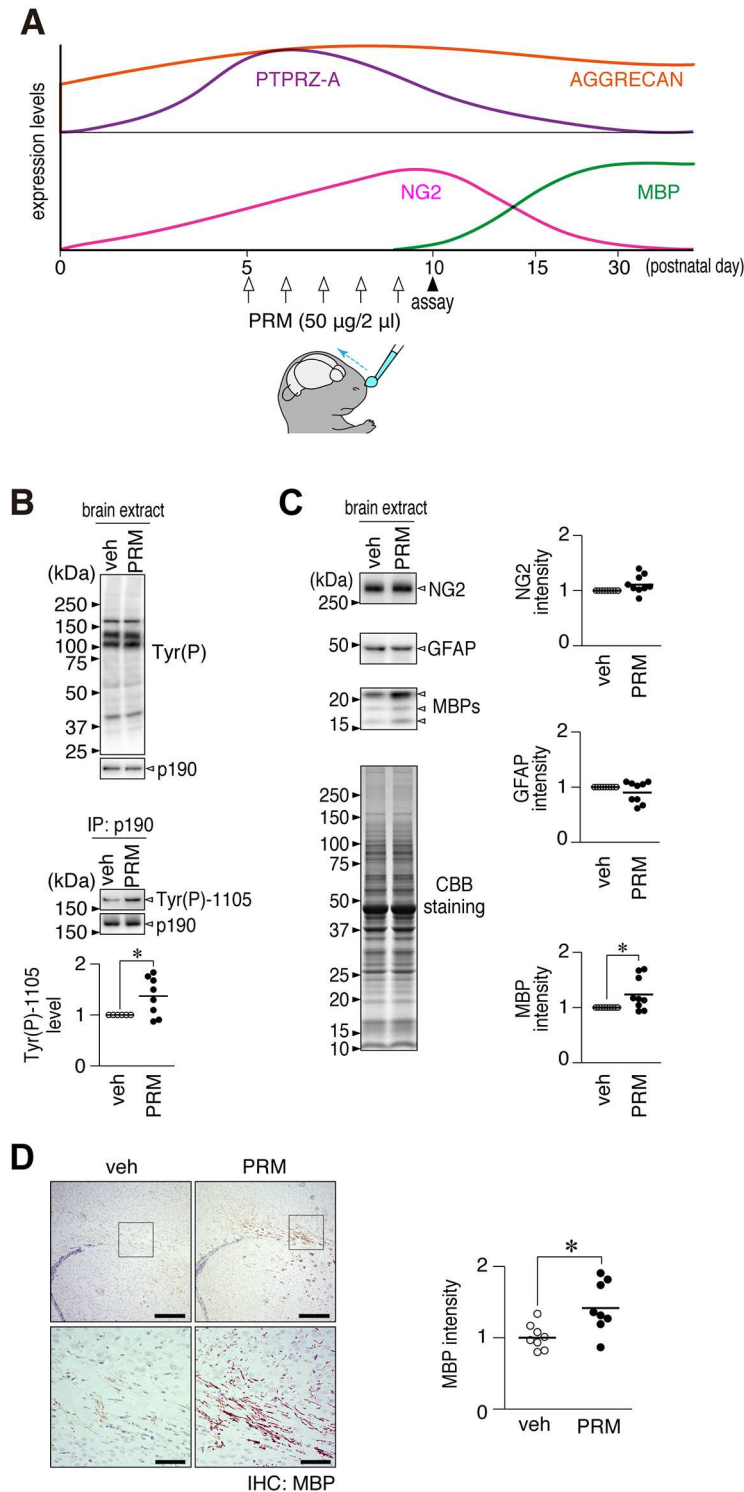 A
expression levels
PTPRZ-A
AGGRECAN
NG2
MBP
0
5
10
15
30
(postnatal day)
assay
PRM (50 µg/2 µl)
B
brain extract
veh
PRM
(kDa)
250
150
100
75
50
37
25
Tyr(P)
p190
IP: p190
veh
PRM
(kDa)
150
Tyr(P)-1105
150
p190
*
Tyr(P)-1105
level
2
1
0
veh
PRM
C
brain extract
veh
PRM
(kDa)
250
NG2
50
GFAP
20
15
MBPs
250
150
100
75
50
37
25
20
15
10
CBB
staining
NG2
intensity
2
1
0
veh
PRM
GFAP
intensity
2
1
0
veh
PRM
*
MBP
intensity
2
1
0
veh
PRM
D
veh
PRM
IHC: MBP
*
MBP intensity
2
1
0
veh
PRM